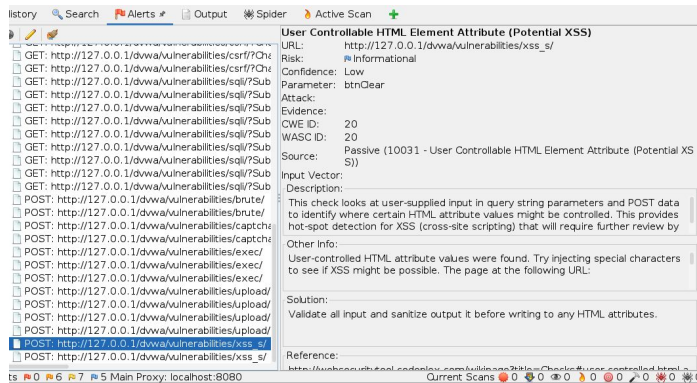 History Search Alerts Output Spider Active Scan
GET: http://127.0.0.1/dvwa/vulnerabilities/csrf/?Cha
GET: http://127.0.0.1/dvwa/vulnerabilities/csrf/?Cha
GET: http://127.0.0.1/dvwa/vulnerabilities/sqli/?Sub
GET: http://127.0.0.1/dvwa/vulnerabilities/sqli/?Sub
GET: http://127.0.0.1/dvwa/vulnerabilities/sqli/?Sub
GET: http://127.0.0.1/dvwa/vulnerabilities/sqli/?Sub
GET: http://127.0.0.1/dvwa/vulnerabilities/sqli/?Sub
GET: http://127.0.0.1/dvwa/vulnerabilities/sqli/?Sub
GET: http://127.0.0.1/dvwa/vulnerabilities/sqli/?Sub
GET: http://127.0.0.1/dvwa/vulnerabilities/sqli/?Sub
GET: http://127.0.0.1/dvwa/vulnerabilities/sqli/?Sub
POST: http://127.0.0.1/dvwa/vulnerabilities/brute/
POST: http://127.0.0.1/dvwa/vulnerabilities/brute/
POST: http://127.0.0.1/dvwa/vulnerabilities/captcha
POST: http://127.0.0.1/dvwa/vulnerabilities/captcha
POST: http://127.0.0.1/dvwa/vulnerabilities/exec/
POST: http://127.0.0.1/dvwa/vulnerabilities/exec/
POST: http://127.0.0.1/dvwa/vulnerabilities/upload/
POST: http://127.0.0.1/dvwa/vulnerabilities/upload/
POST: http://127.0.0.1/dvwa/vulnerabilities/upload/
POST: http://127.0.0.1/dvwa/vulnerabilities/upload/
POST: http://127.0.0.1/dvwa/vulnerabilities/xss_s/
POST: http://127.0.0.1/dvwa/vulnerabilities/xss_s/
User Controllable HTML Element Attribute (Potential XSS)
URL: http://127.0.0.1/dvwa/vulnerabilities/xss_s/
Risk: Informational
Confidence: Low
Parameter: btnClear
Attack:
Evidence:
CWE ID: 20
WASC ID: 20
Source: Passive (10031 - User Controllable HTML Element Attribute (Potential XS
S))
Input Vector:
Description:
This check looks at user-supplied input in query string parameters and POST data
to identify where certain HTML attribute values might be controlled. This provides
hot-spot detection for XSS (cross-site scripting) that will require further review by
Other Info:
User-controlled HTML attribute values were found. Try injecting special characters
to see if XSS might be possible. The page at the following URL:
Solution:
Validate all input and sanitize output it before writing to any HTML attributes.
Reference:
ts 0 6 7 5 Main Proxy: localhost:8080 Current Scans 0 0 0 0 0 0 0